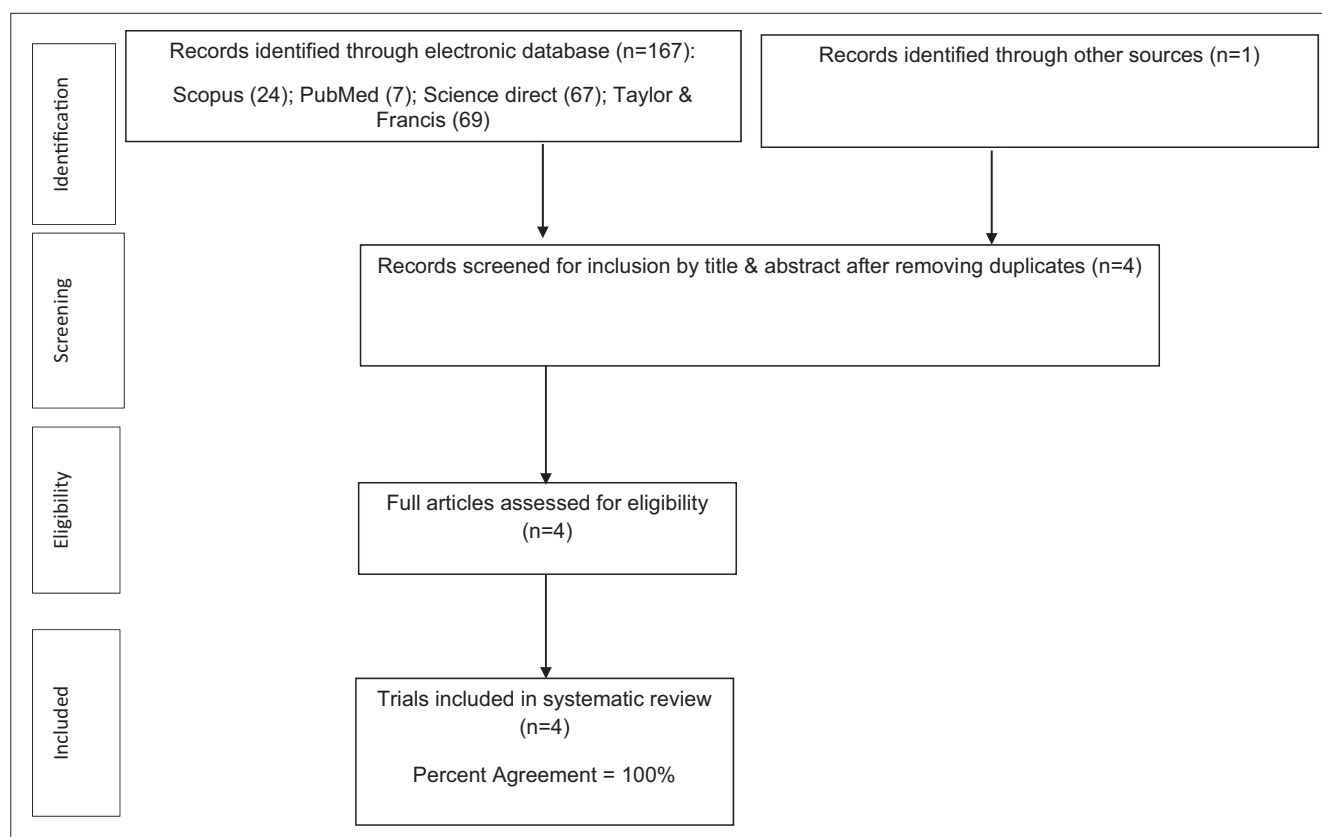 Identification
Records identified through electronic database (n=167):
Scopus (24); PubMed (7); Science direct (67); Taylor &
Francis (69)
Records identified through other sources (n=1)
Screening
Records screened for inclusion by title & abstract after removing duplicates (n=4)
Eligibility
Full articles assessed for eligibility
(n=4)
Included
Trials included in systematic review
(n=4)
Percent Agreement = 100%